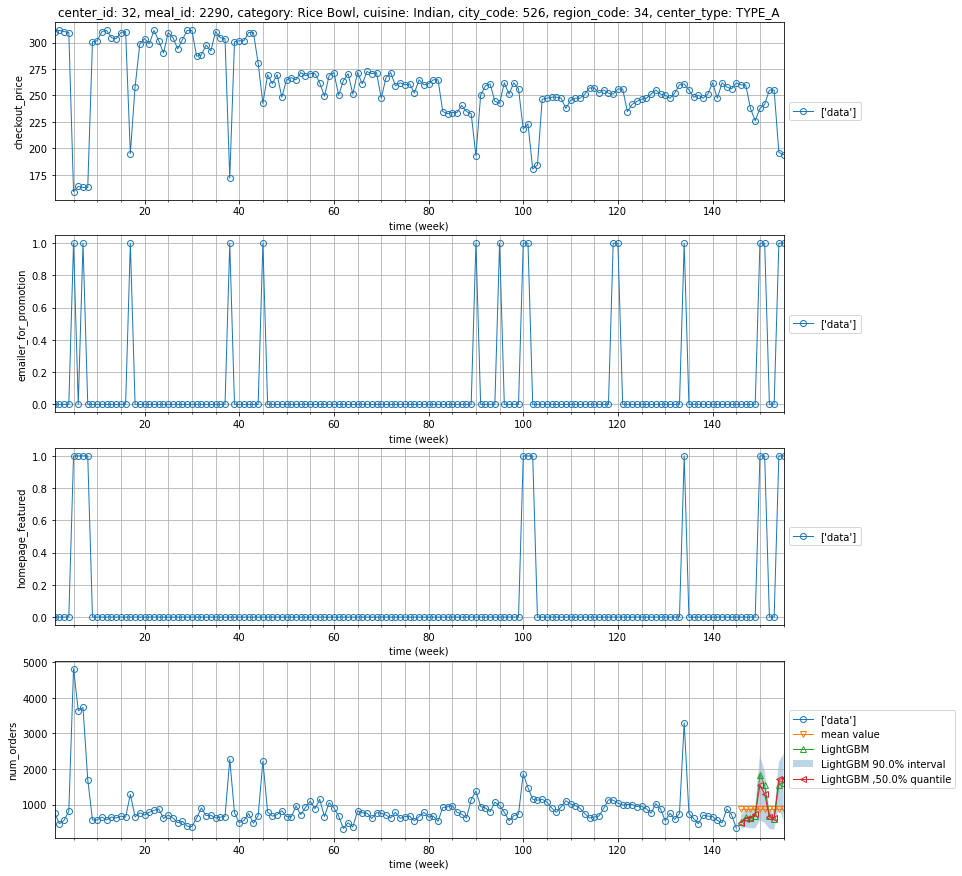 center_id: 32, meal_id: 2290, category: Rice Bowl, cuisine: Indian, city_code: 526, region_code: 34, center_type: TYPE_A
300
275
250
225
200
175
checkout_price
20 40 60 80 100 120 140
time (week)
['data']
1.0
0.8
0.6
0.4
0.2
0.0
emailer_for_promotion
20 40 60 80 100 120 140
time (week)
['data']
1.0
0.8
0.6
0.4
0.2
0.0
homepage_featured
20 40 60 80 100 120 140
time (week)
['data']
5000
4000
3000
2000
1000
num_orders
20 40 60 80 100 120 140
time (week)
['data']
mean value
LightGBM
LightGBM 90.0% interval
LightGBM ,50.0% quantile